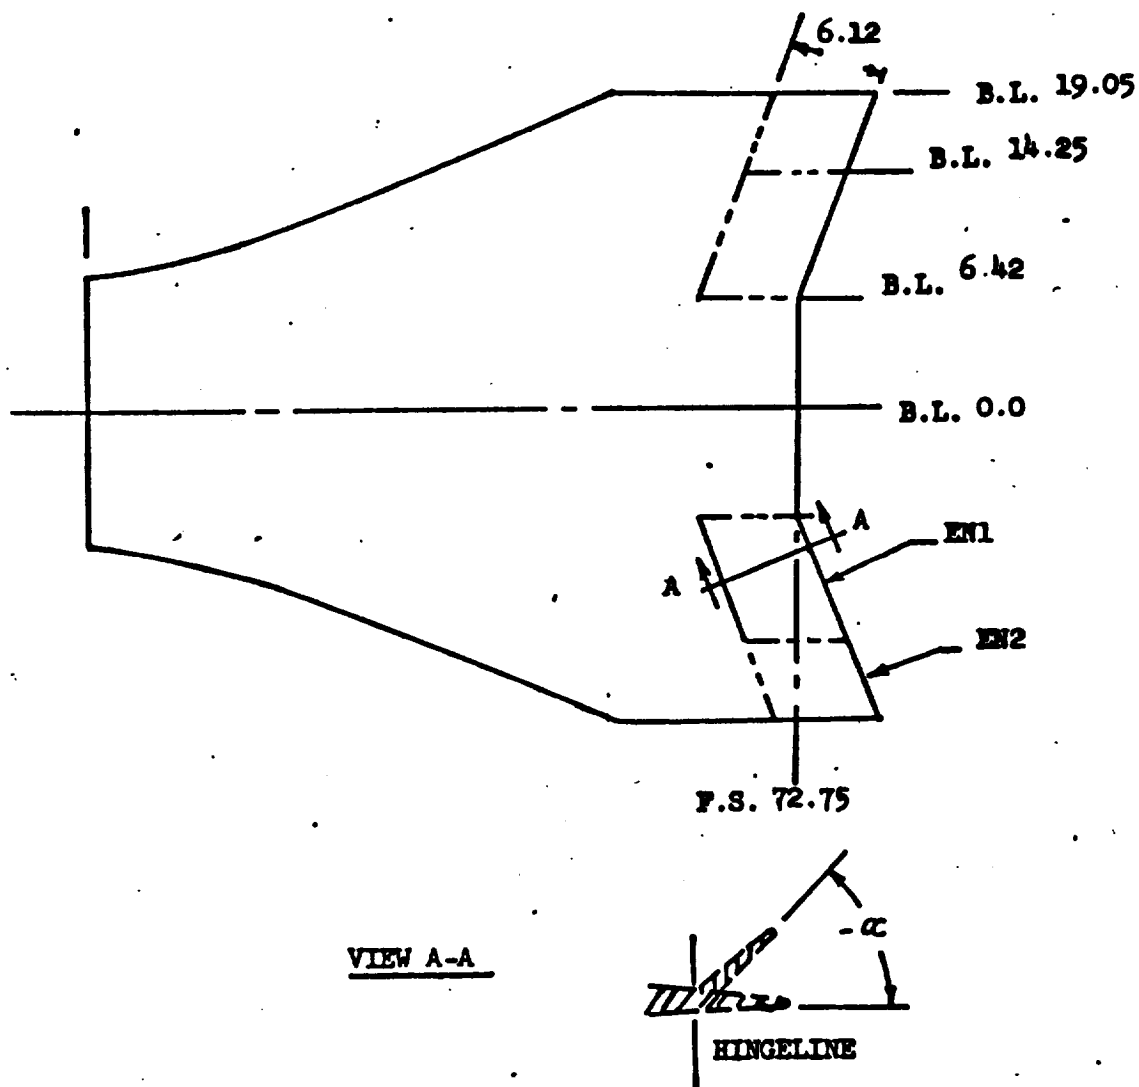 6.12
B.L. 19.05
B.L. 14.25
B.L. 6.42
B.L. 0.0
A
A
EN1
EN2
F.S. 72.75
-α
VIEW A-A
HINGELINE